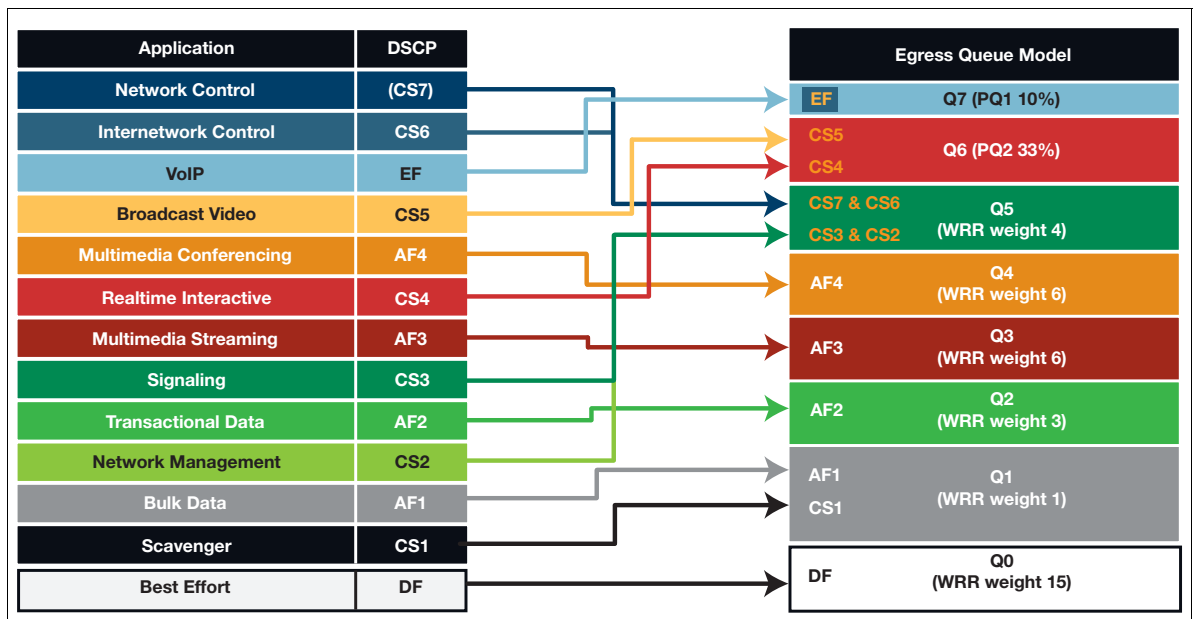 Application DSCP
Network Control (CS7)
Internetwork Control CS6
VoIP EF
Broadcast Video CS5
Multimedia Conferencing AF4
Realtime Interactive CS4
Multimedia Streaming AF3
Signaling CS3
Transactional Data AF2
Network Management CS2
Bulk Data AF1
Scavenger CS1
Best Effort DF
Egress Queue Model
EF Q7 (PQ1 10%)
CS5
Q6 (PQ2 33%)
CS4
CS7 & CS6
Q5
(WRR weight 4)
CS3 & CS2
Q4
AF4
(WRR weight 6)
Q3
AF3
(WRR weight 6)
Q2
AF2
(WRR weight 3)
AF1
Q1
(WRR weight 1)
CS1
Q0
DF
(WRR weight 15)